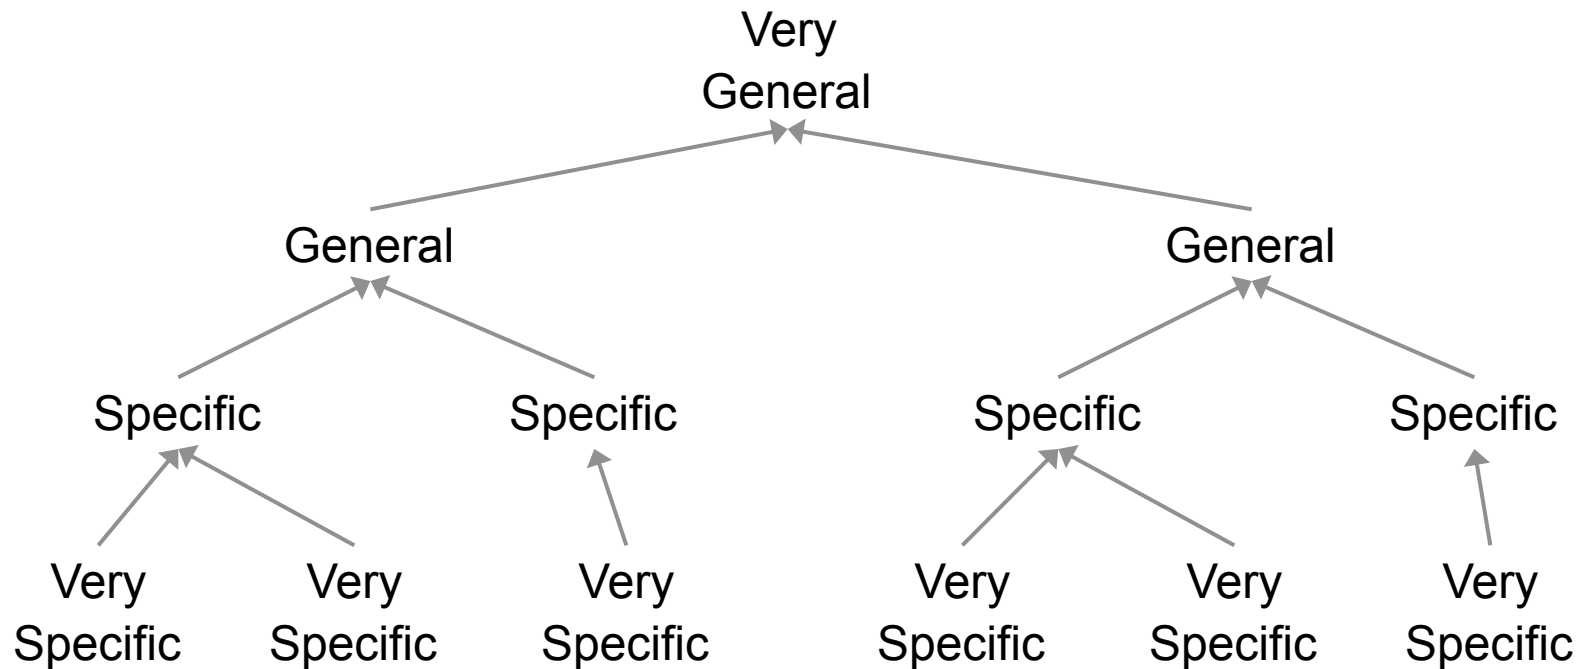 Very
General
General General
Specific Specific Specific Specific
Very Very Very Very Very Very
Specific Specific Specific Specific Specific Specific